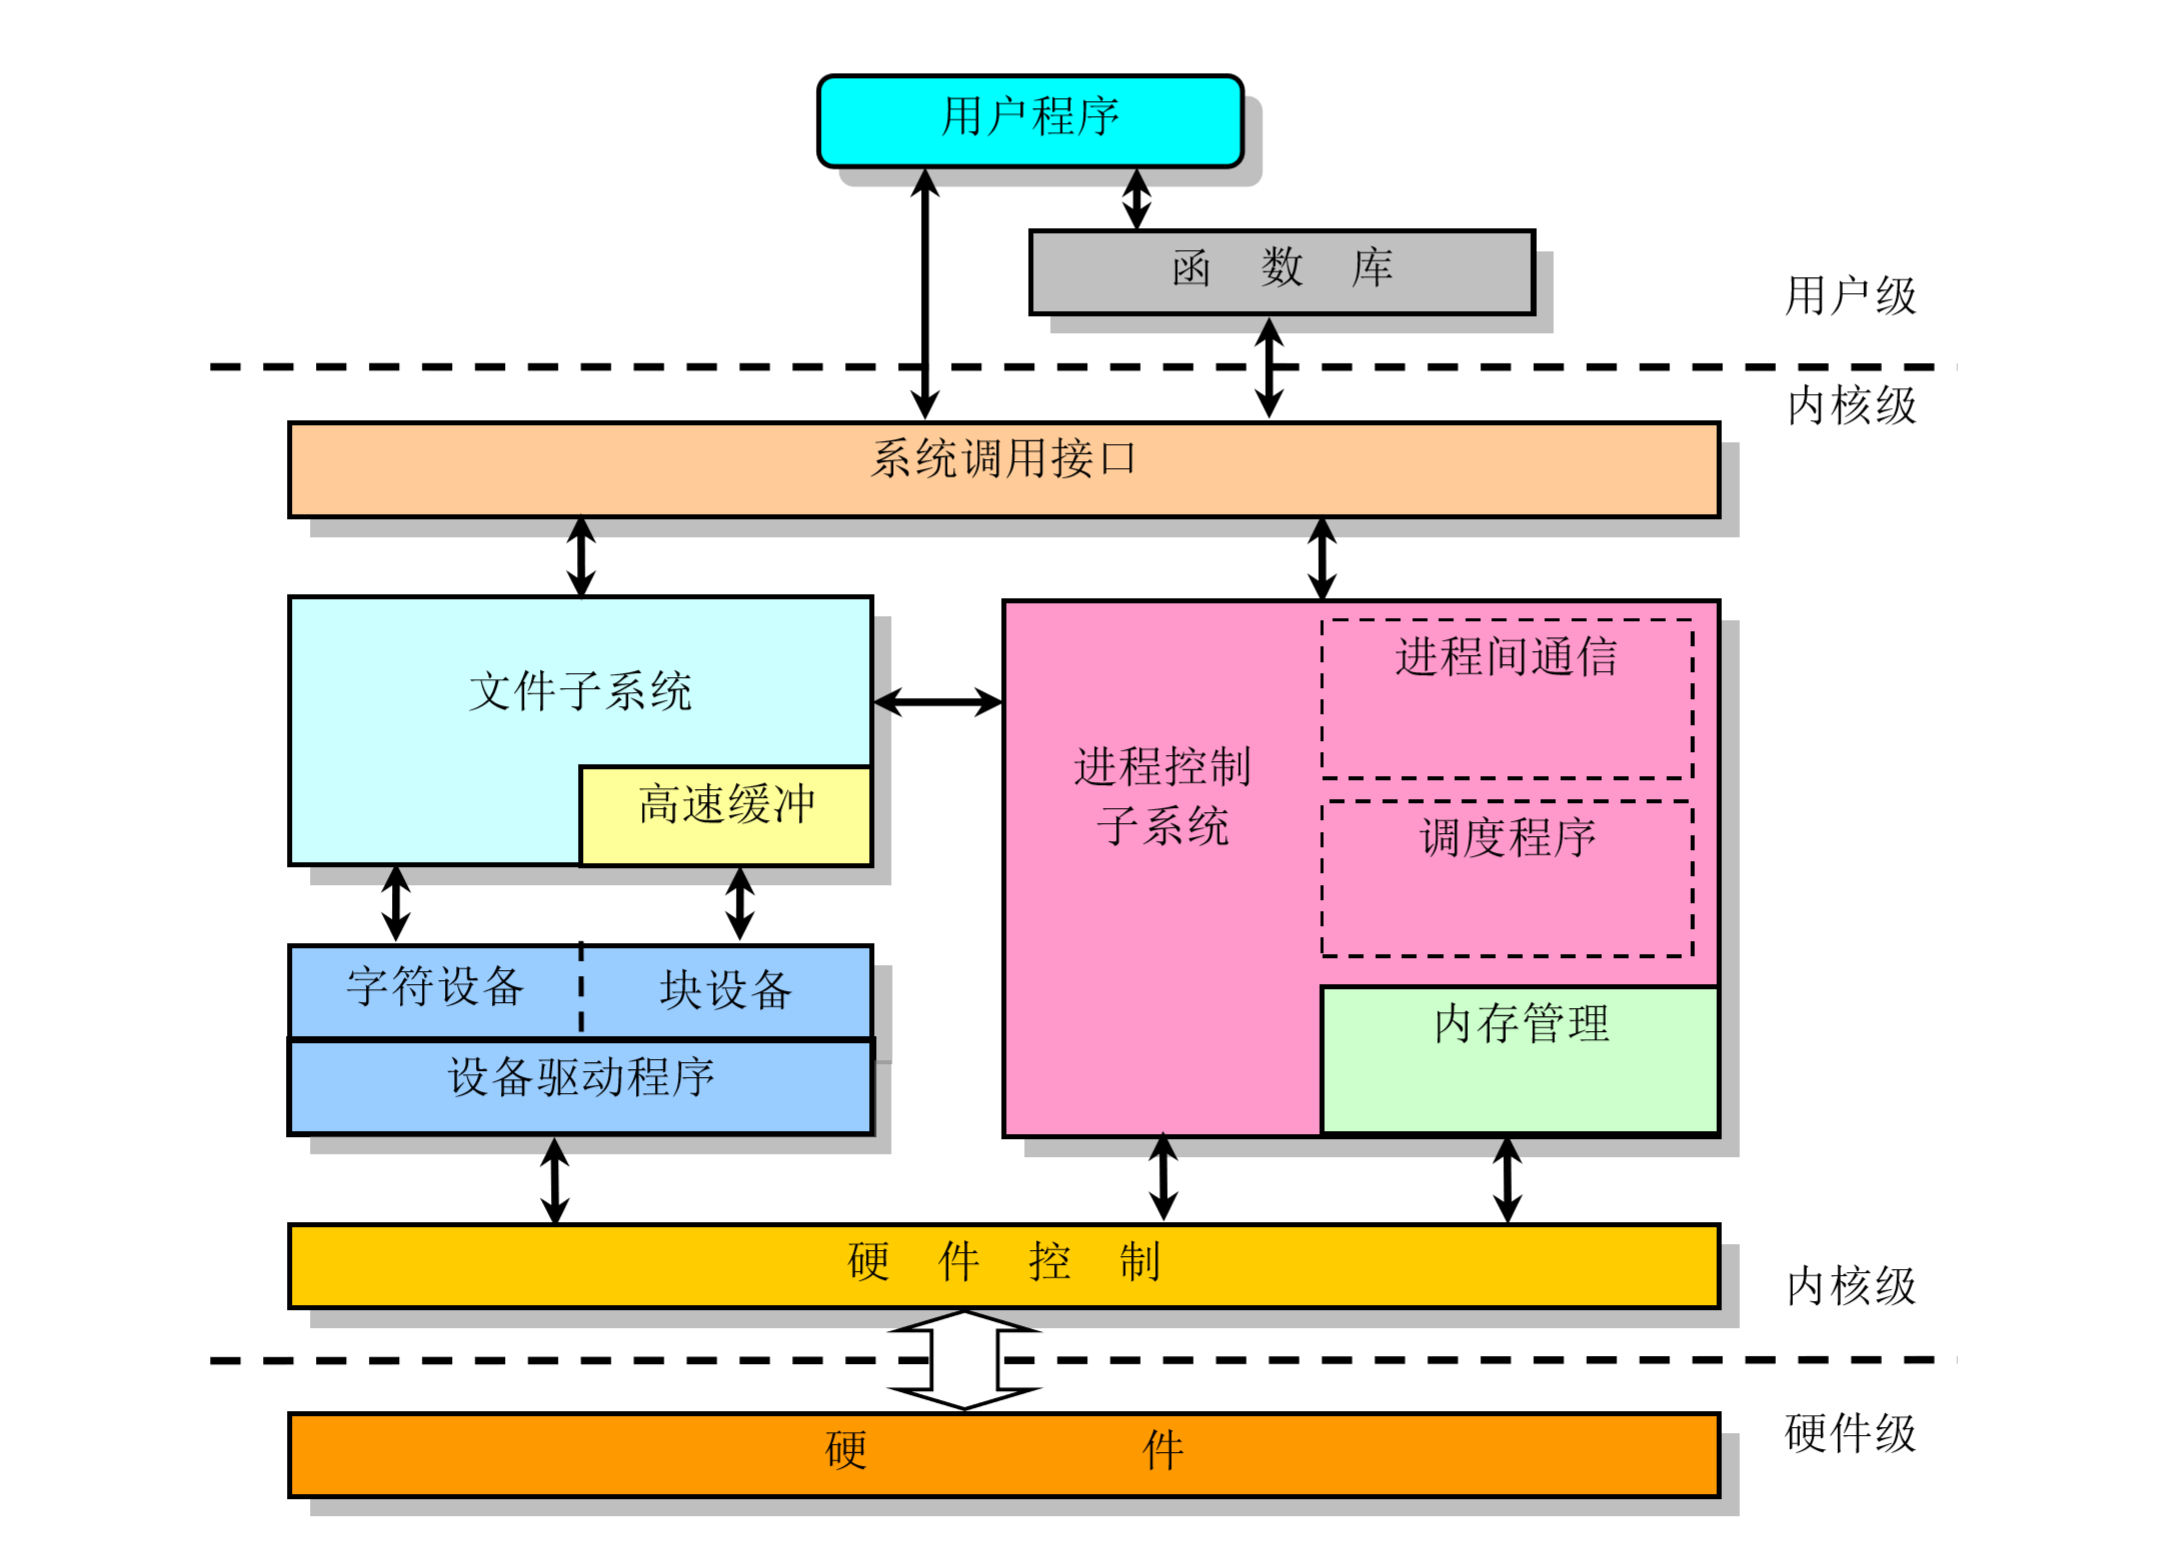 用户程序
函 数 库
用户级
内核级
系统调用接口
文件子系统
高速缓冲
进程控制
子系统
进程间通信
调度程序
内存管理
字符设备
块设备
设备驱动程序
硬 件 控 制
内核级
硬 件
硬件级